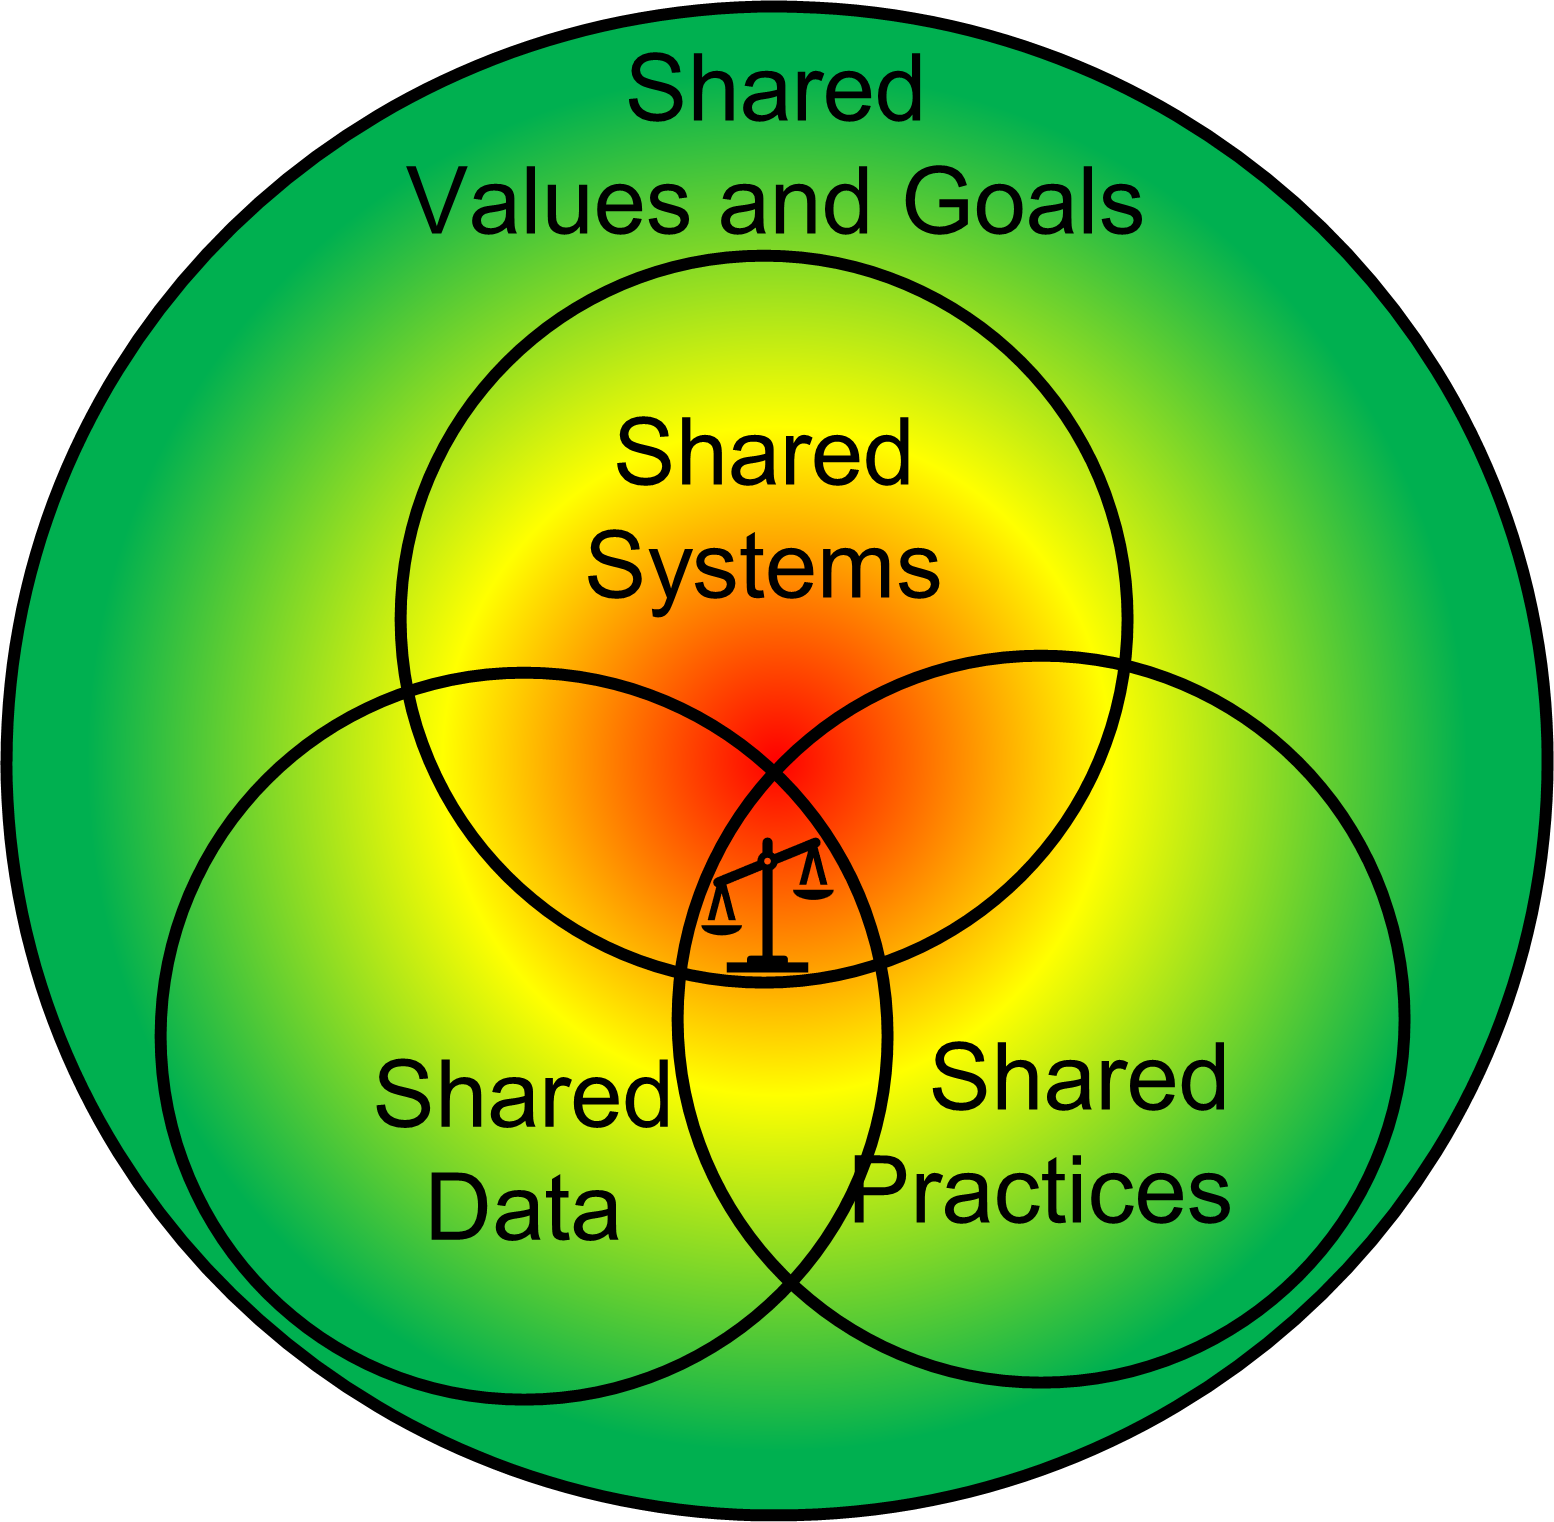 Shared
Values and Goals
Shared
Systems
Shared
Data
Shared
Practices